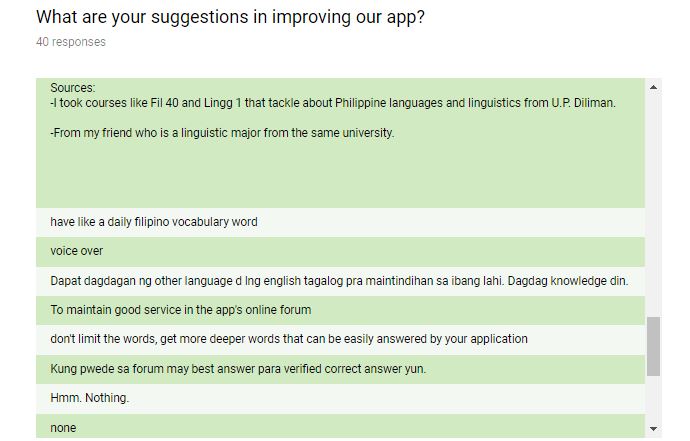 What are your suggestions in improving our app?
40 responses
Sources:
-I took courses like Fil 40 and Lingg 1 that tackle about Philippine languages and linguistics from U.P. Diliman.
-From my friend who is a linguistic major from the same university.
have like a daily filipino vocabulary word
voice over
Dapat dagdagan ng other language d lng english tagalog pra maintindihan sa ibang lahi. Dagdag knowledge din.
To maintain good service in the app's online forum
don't limit the words, get more deeper words that can be easily answered by your application
Kung pwede sa forum may best answer para verified correct answer yun.
Hmm. Nothing.
none